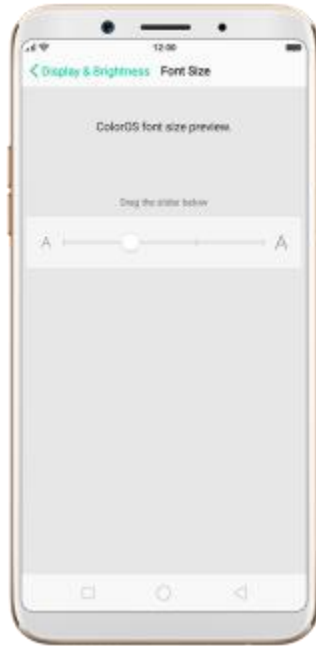 12:00
Display & Brightness Font Size
ColorOS font size preview.
Drag the slider below
A A